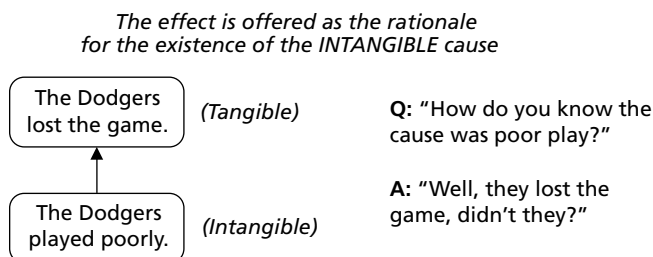 The effect is offered as the rationale
for the existence of the INTANGIBLE cause
The Dodgers
lost the game.
(Tangible)
Q: “How do you know the
cause was poor play?”
A: “Well, they lost the
game, didn’t they?”
The Dodgers
played poorly.
(Intangible)